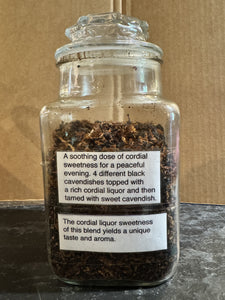 A soothing dose of cordial
sweetness for a peaceful
evening. 4 different black
cavendishes topped with
a rich cordial liquor and then
tamed with sweet cavendish.
The cordial liquor sweetness
of this blend yields a unique
taste and aroma.